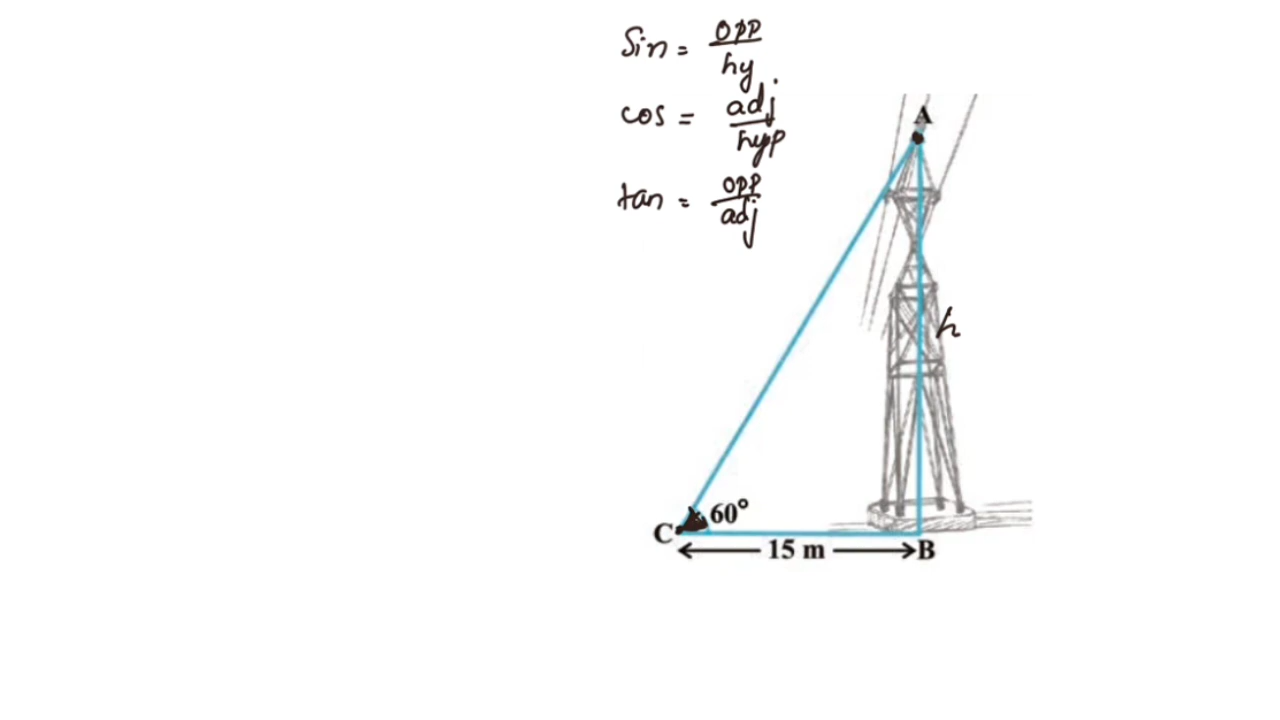 Sin = opp/hy
cos = adj/hyp
tan = opp/adj
A
h
60°
C
15 m
B